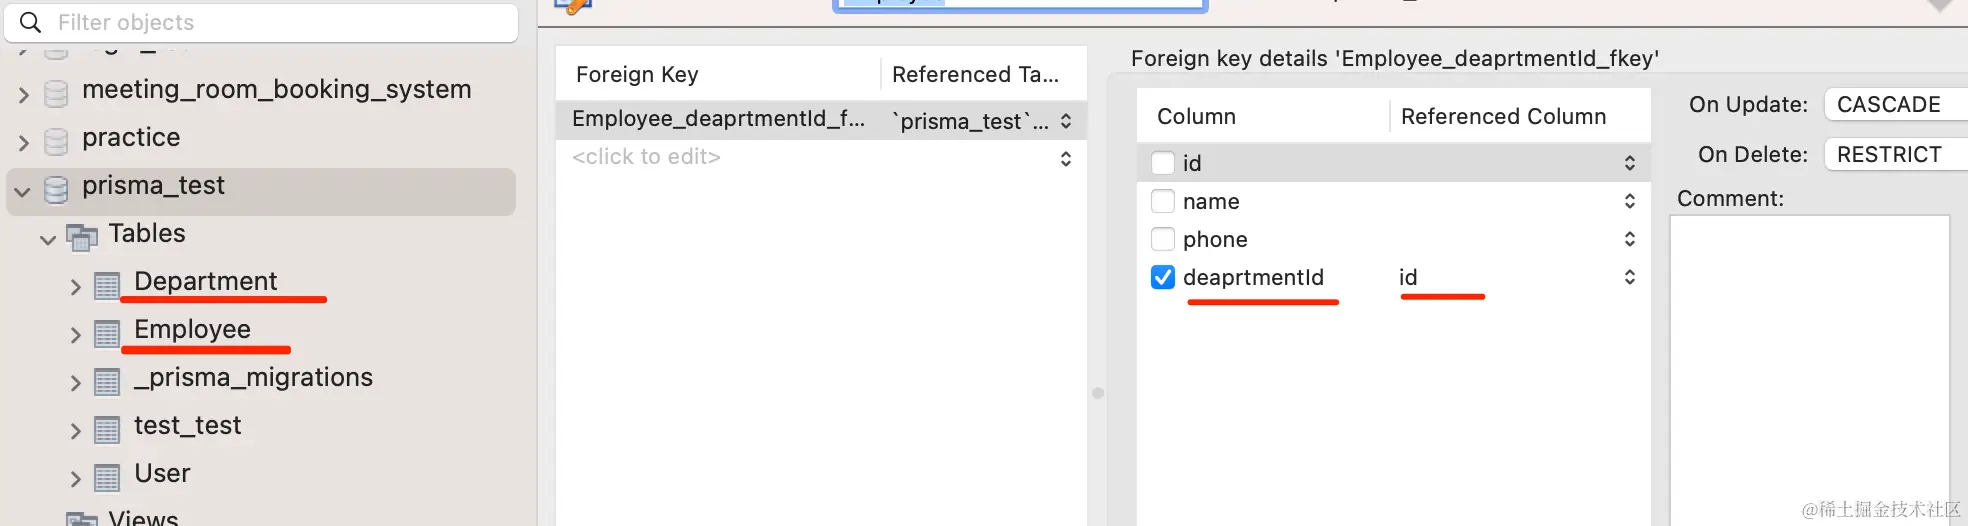 Filter objects
meeting_room_booking_system
practice
prisma_test
Tables
Department
Employee
_prisma_migrations
test_test
User
Views
Foreign Key
Referenced Ta...
Employee_deaprtmentId_f...
`prisma_test`...
<click to edit>
Foreign key details 'Employee_deaprtmentId_fkey'
Column
Referenced Column
id
name
phone
deaprtmentId
id
On Update:
CASCADE
On Delete:
RESTRICT
Comment:
@稀土掘金技术社区